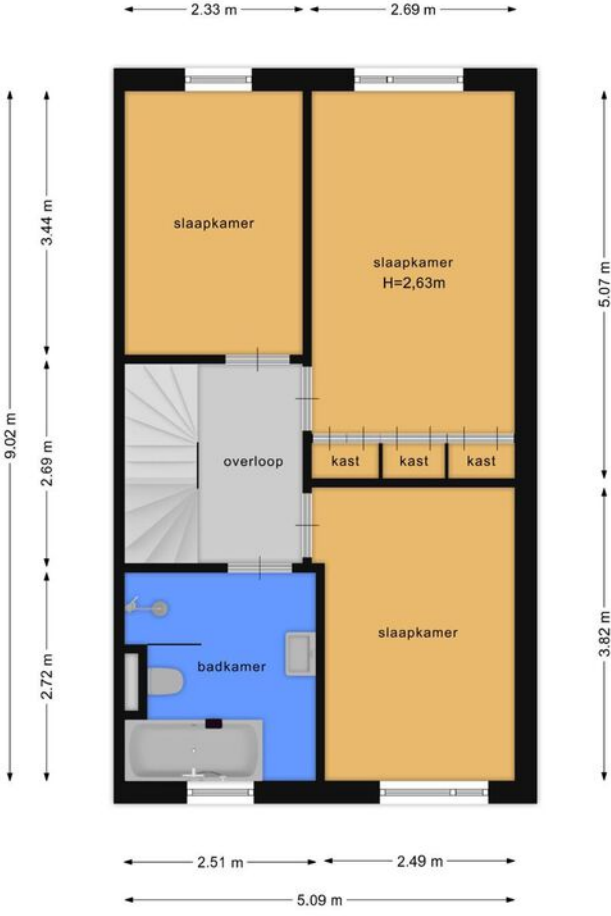 2.33 m
2.69 m
slaapkamer
slaapkamer
H=2,63m
3.44 m
5.07 m
9.02 m
2.69 m
overloop
kast
kast
kast
slaapkamer
3.82 m
badkamer
2.72 m
2.51 m
2.49 m
5.09 m